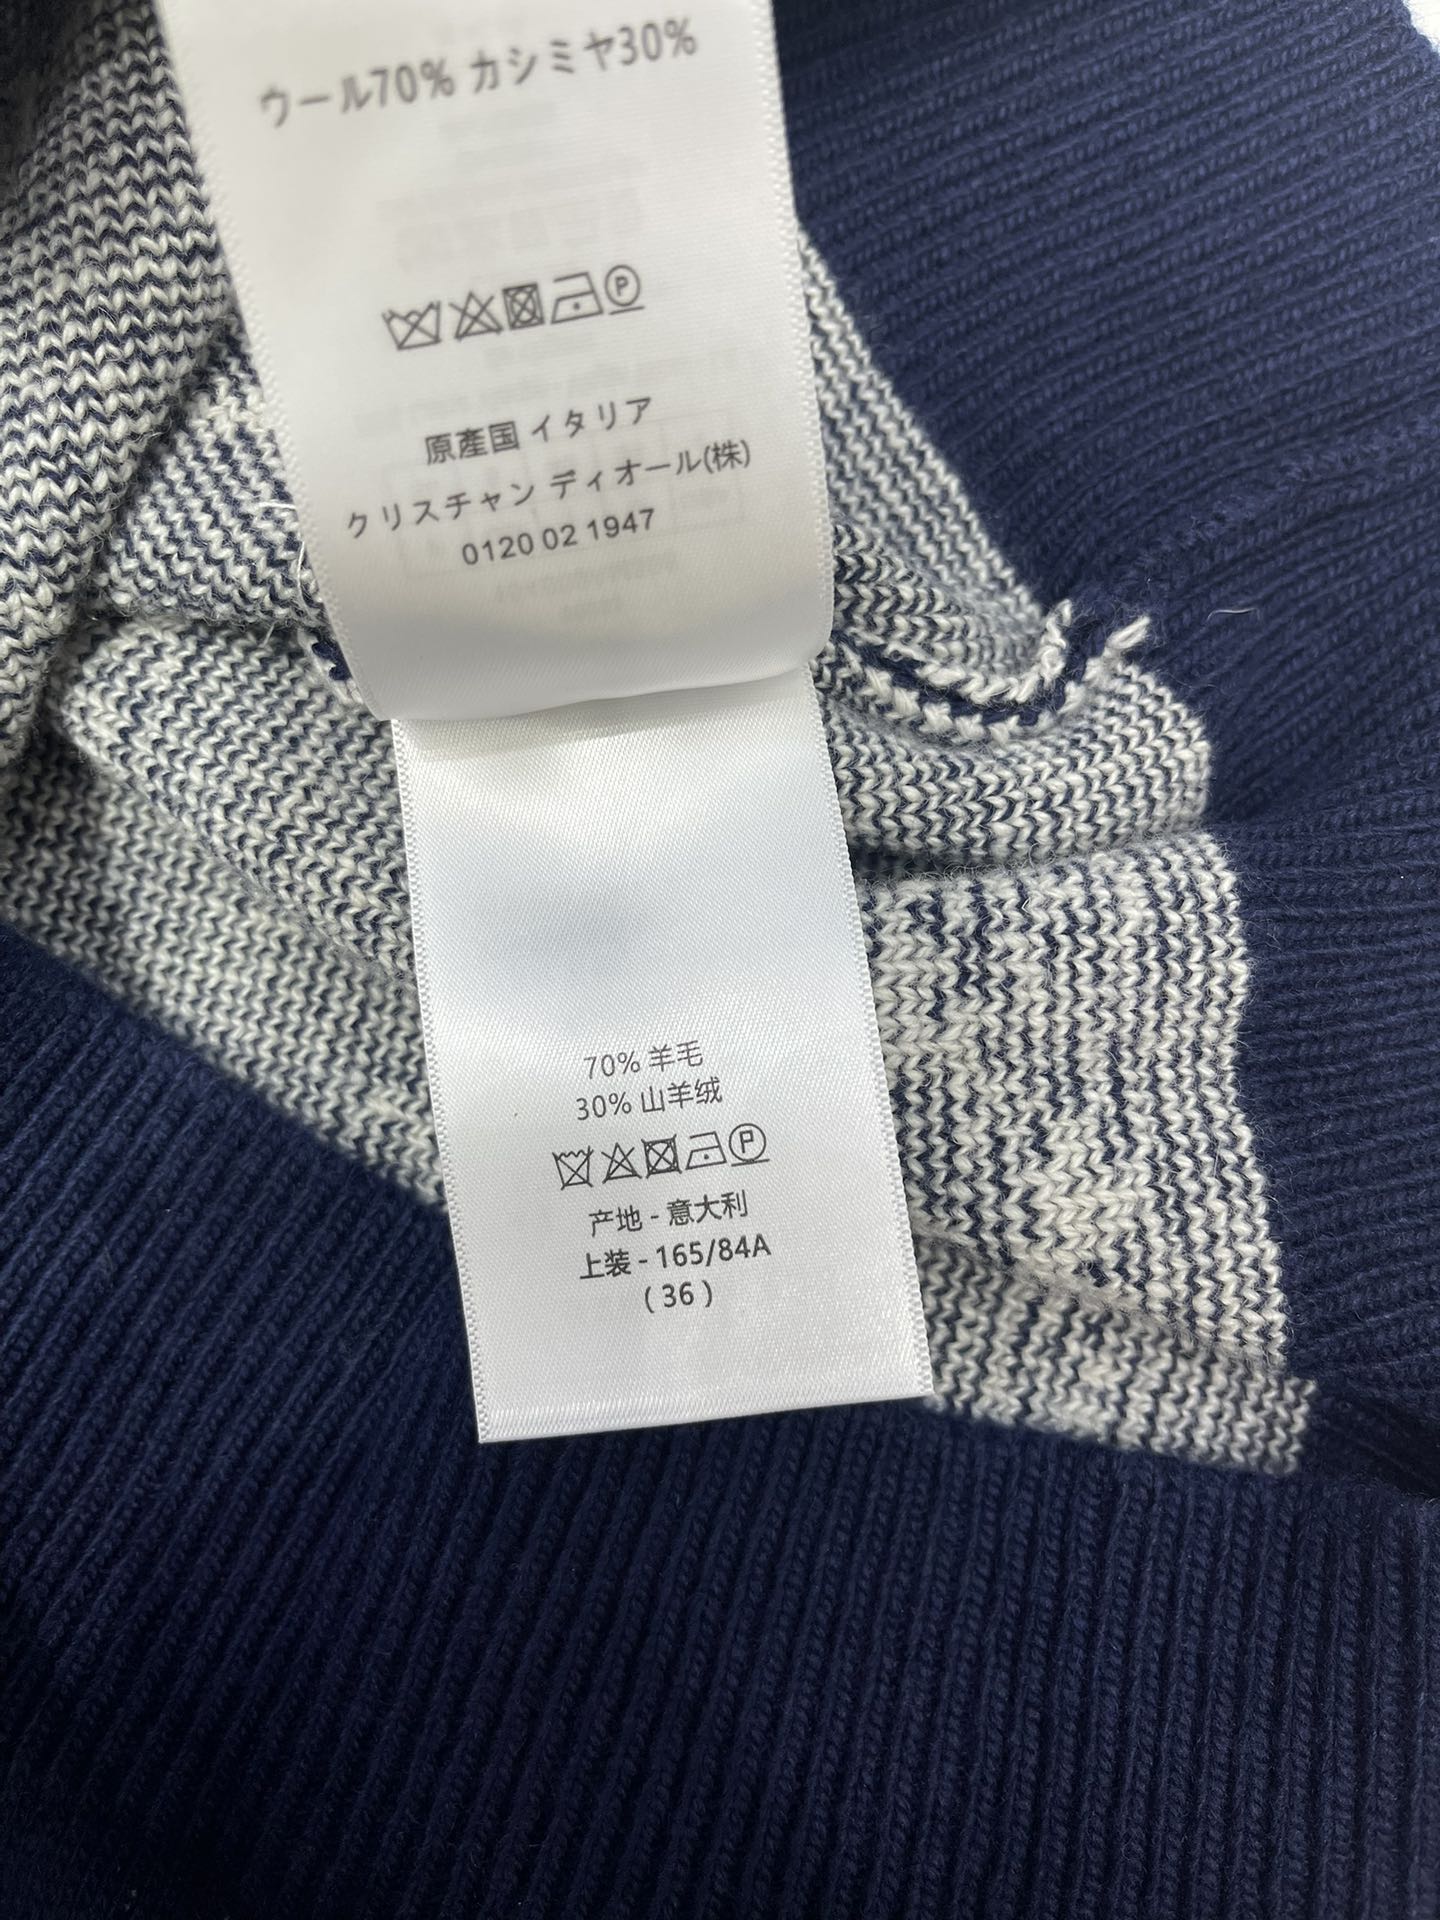 ウール70% カシミヤ30%
P
原産国 イタリア
クリスチャン ディオール(株)
0120 02 1947
70% 羊毛
30% 山羊绒
P
产地 - 意大利
上装 - 165/84A
( 36 )